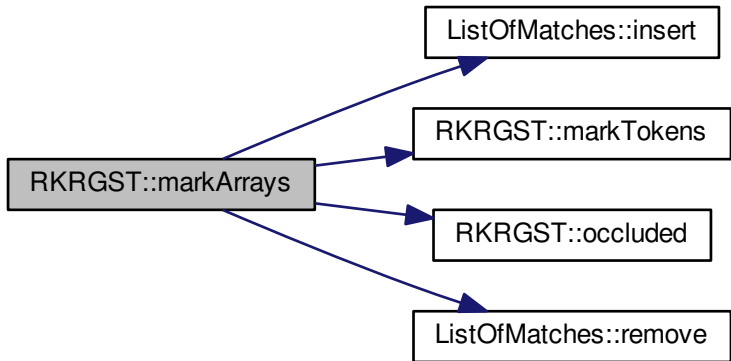 ListOfMatches::insert
RKRGST::markTokens
RKRGST::markArrays
RKRGST::occluded
ListOfMatches::remove